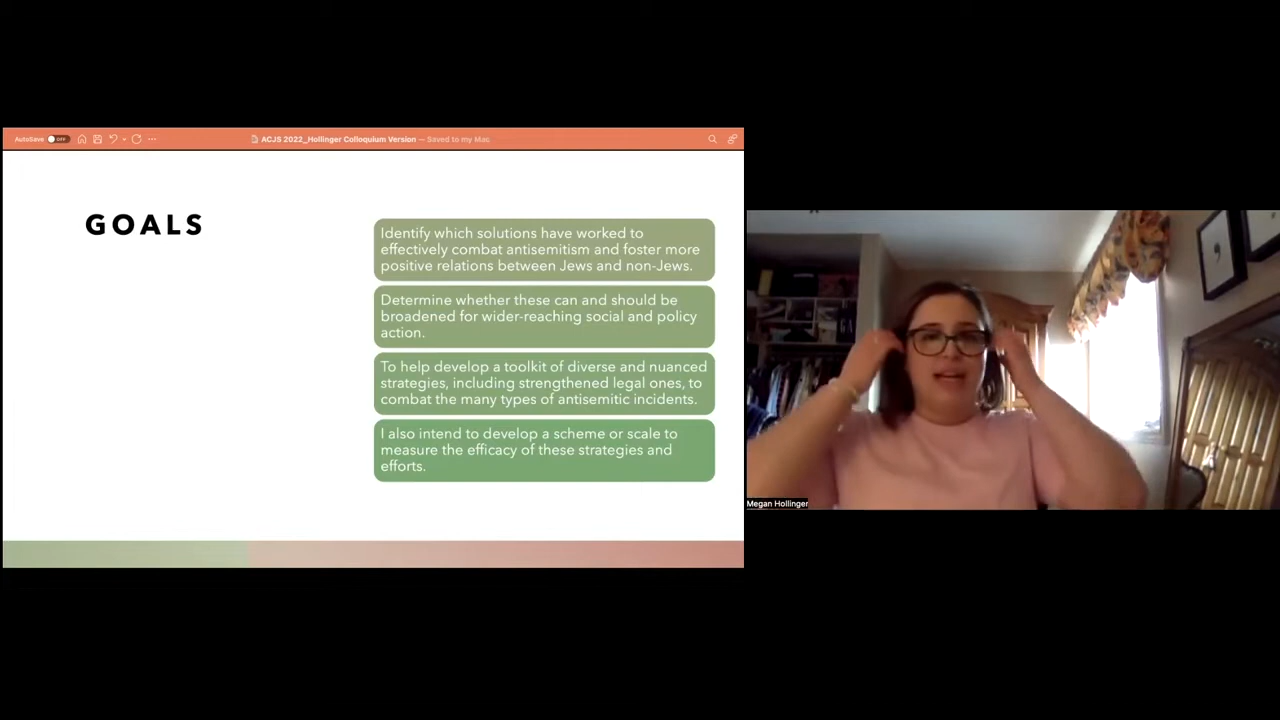 AutoSave OFF
ACJS 2022_Hollinger Colloquium Version — Saved to my Mac
GOALS
Identify which solutions have worked to
effectively combat antisemitism and foster more
positive relations between Jews and non-Jews.
Determine whether these can and should be
broadened for wider-reaching social and policy
action.
To help develop a toolkit of diverse and nuanced
strategies, including strengthened legal ones, to
combat the many types of antisemitic incidents.
I also intend to develop a scheme or scale to
measure the efficacy of these strategies and
efforts.
Megan Hollinger